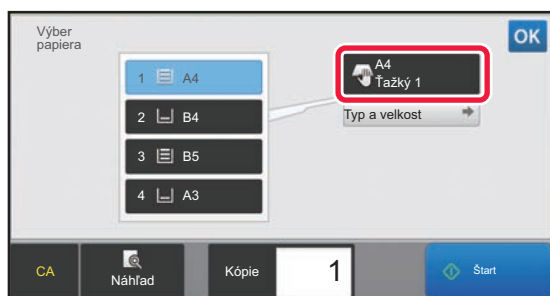 Výber
papiera
OK
1 A4
2 B4
3 B5
4 A3
A4
Ťažký 1
Typ a velkost
CA
Náhľad
Kópie
1
Štart